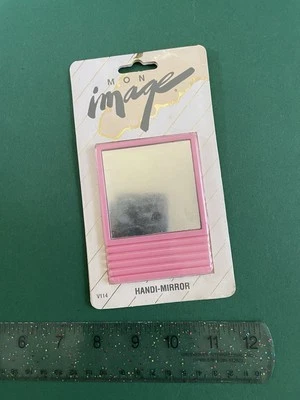 MON
image
V114
HANDI-MIRROR
6 7 8 9 10 11 12